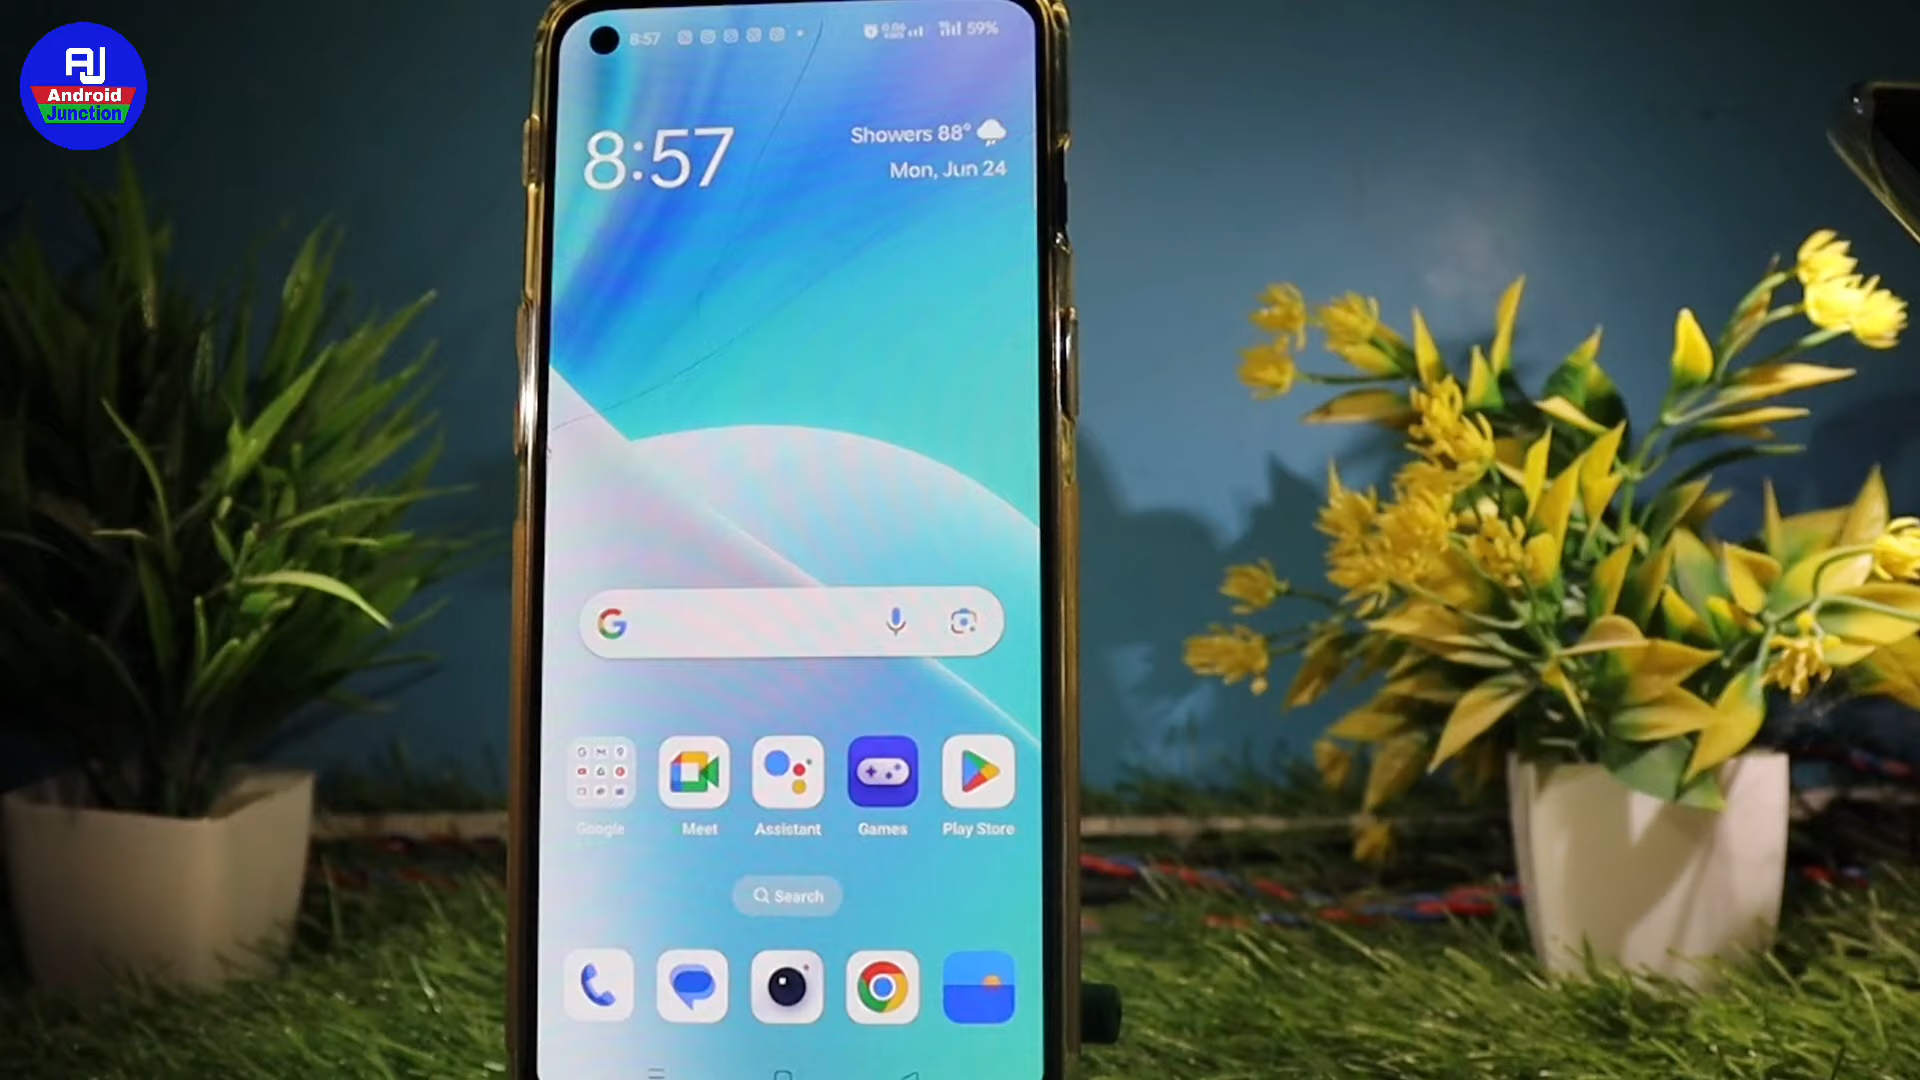 AJ
Android
Junction
8:57
59%
8:57
Showers 88°
Mon, Jun 24
G
Google
Meet
Assistant
Games
Play Store
Search